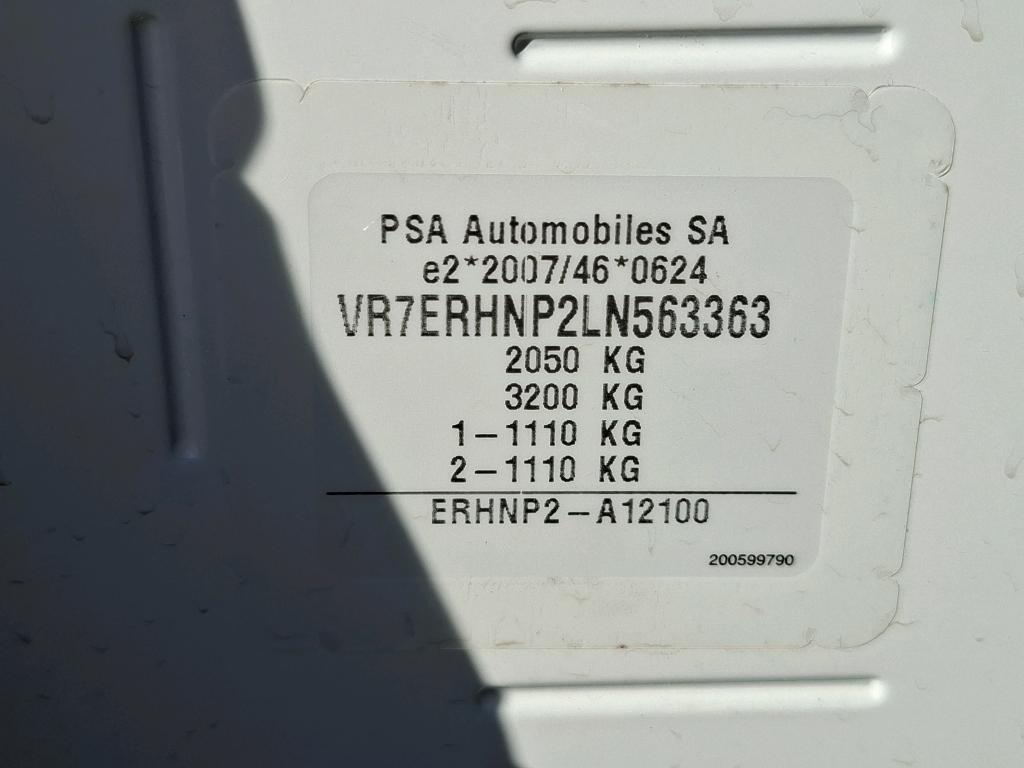 PSA Automobiles SA
e2*2007/46*0624
VR7ERHNP2LN563363
2050 KG
3200 KG
1-1110 KG
2-1110 KG
ERHNP2-A12100
200599790